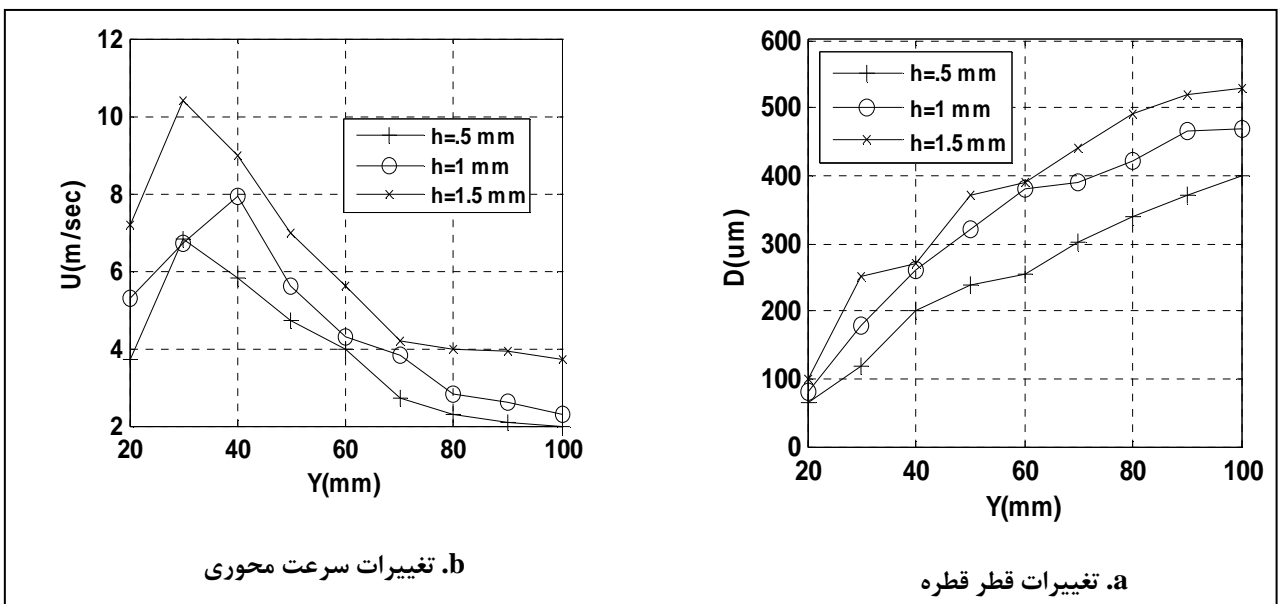 12
10
8
6
4
2
U(m/sec)
20 40 60 80 100
Y(mm)
h=.5 mm
h=1 mm
h=1.5 mm
b. تغییرات سرعت محوری
600
500
400
300
200
100
0
D(um)
20 40 60 80 100
Y(mm)
h=.5 mm
h=1 mm
h=1.5 mm
a. تغییرات قطر قطره